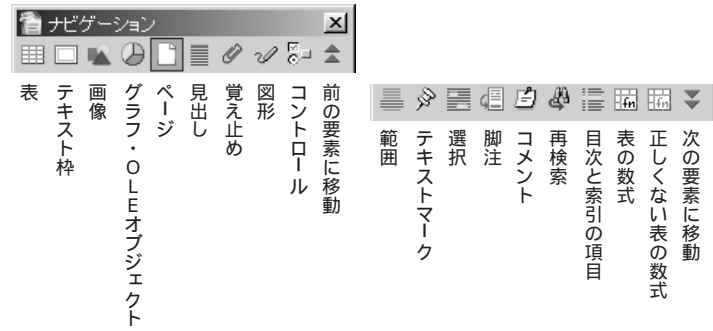 ナビゲーション
表
テキスト枠
画像
グラフ・OLEオブジェクト
ページ
見出し
覚え止め
図形
コントロール
前の要素に移動
範囲
テキストマーク
選択
脚注
コメント
再検索
目次と索引の項目
表の数式
正しくない表の数式
次の要素に移動